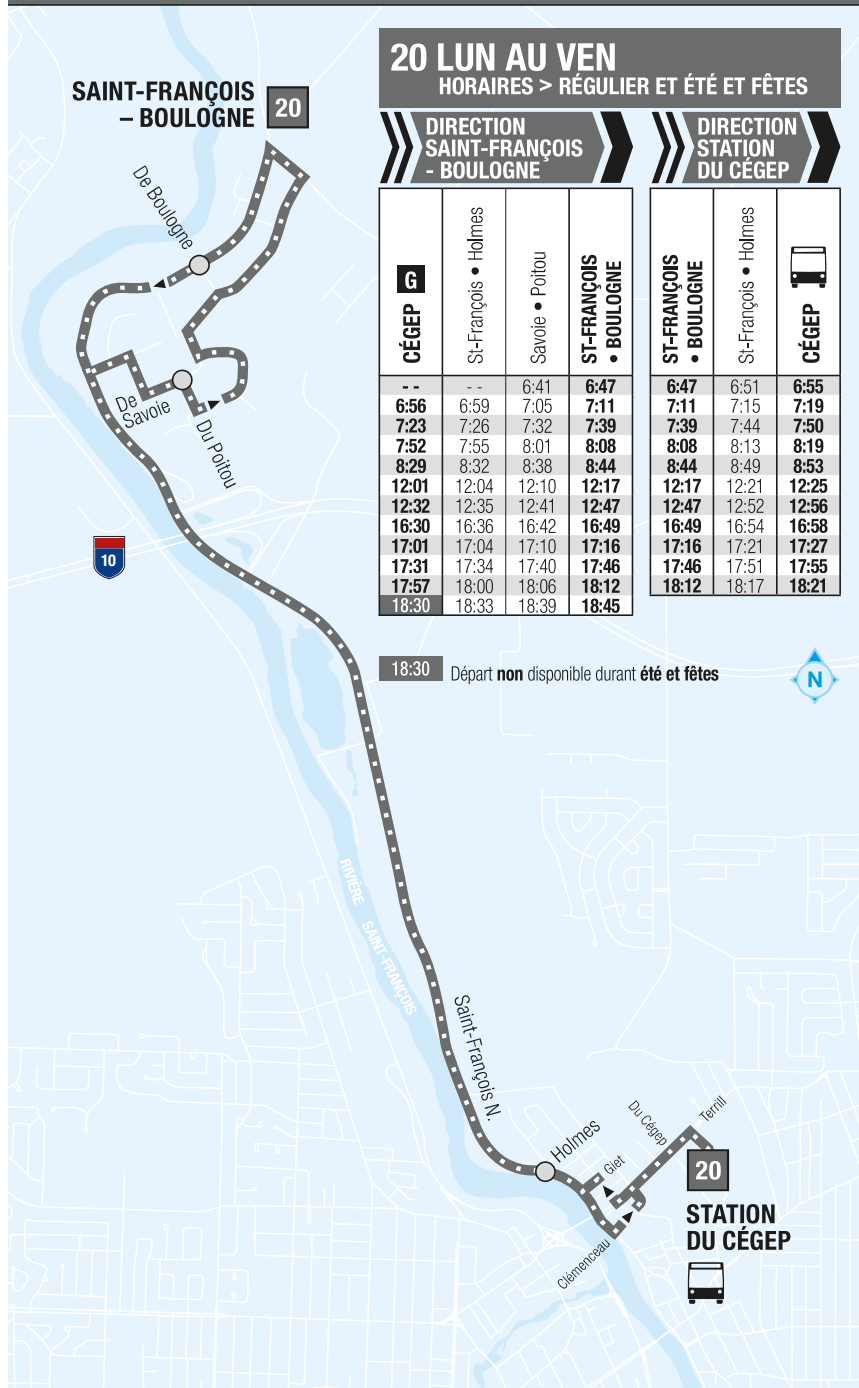 SAINT-FRANÇOIS
– BOULOGNE
20
20 LUN AU VEN
HORAIRES > RÉGULIER ET ÉTÉ ET FÊTES
DIRECTION
SAINT-FRANÇOIS
- BOULOGNE
DIRECTION
STATION
DU CÉGEP
G
CÉGEP
St-François • Holmes
Savoie • Poitou
ST-FRANÇOIS
• BOULOGNE
ST-FRANÇOIS
• BOULOGNE
St-François • Holmes
CÉGEP
- - - - 6:41 6:47 6:47 6:51 6:55
6:56 6:59 7:05 7:11 7:11 7:15 7:19
7:23 7:26 7:32 7:39 7:39 7:44 7:50
7:52 7:55 8:01 8:08 8:08 8:13 8:19
8:29 8:32 8:38 8:44 8:44 8:49 8:53
12:01 12:04 12:10 12:17 12:17 12:21 12:25
12:32 12:35 12:41 12:47 12:47 12:52 12:56
16:30 16:36 16:42 16:49 16:49 16:54 16:58
17:01 17:04 17:10 17:16 17:16 17:21 17:27
17:31 17:34 17:40 17:46 17:46 17:51 17:55
17:57 18:00 18:06 18:12 18:12 18:17 18:21
18:30 18:33 18:39 18:45
18:30 Départ non disponible durant été et fêtes
N
De Boulogne
De
Savoie
Du Poitou
10
RIVIÈRE SAINT-FRANÇOIS
Saint-François N.
Holmes
Giet
Du Cégep
Terrill
Clémenceau
20
STATION
DU CÉGEP